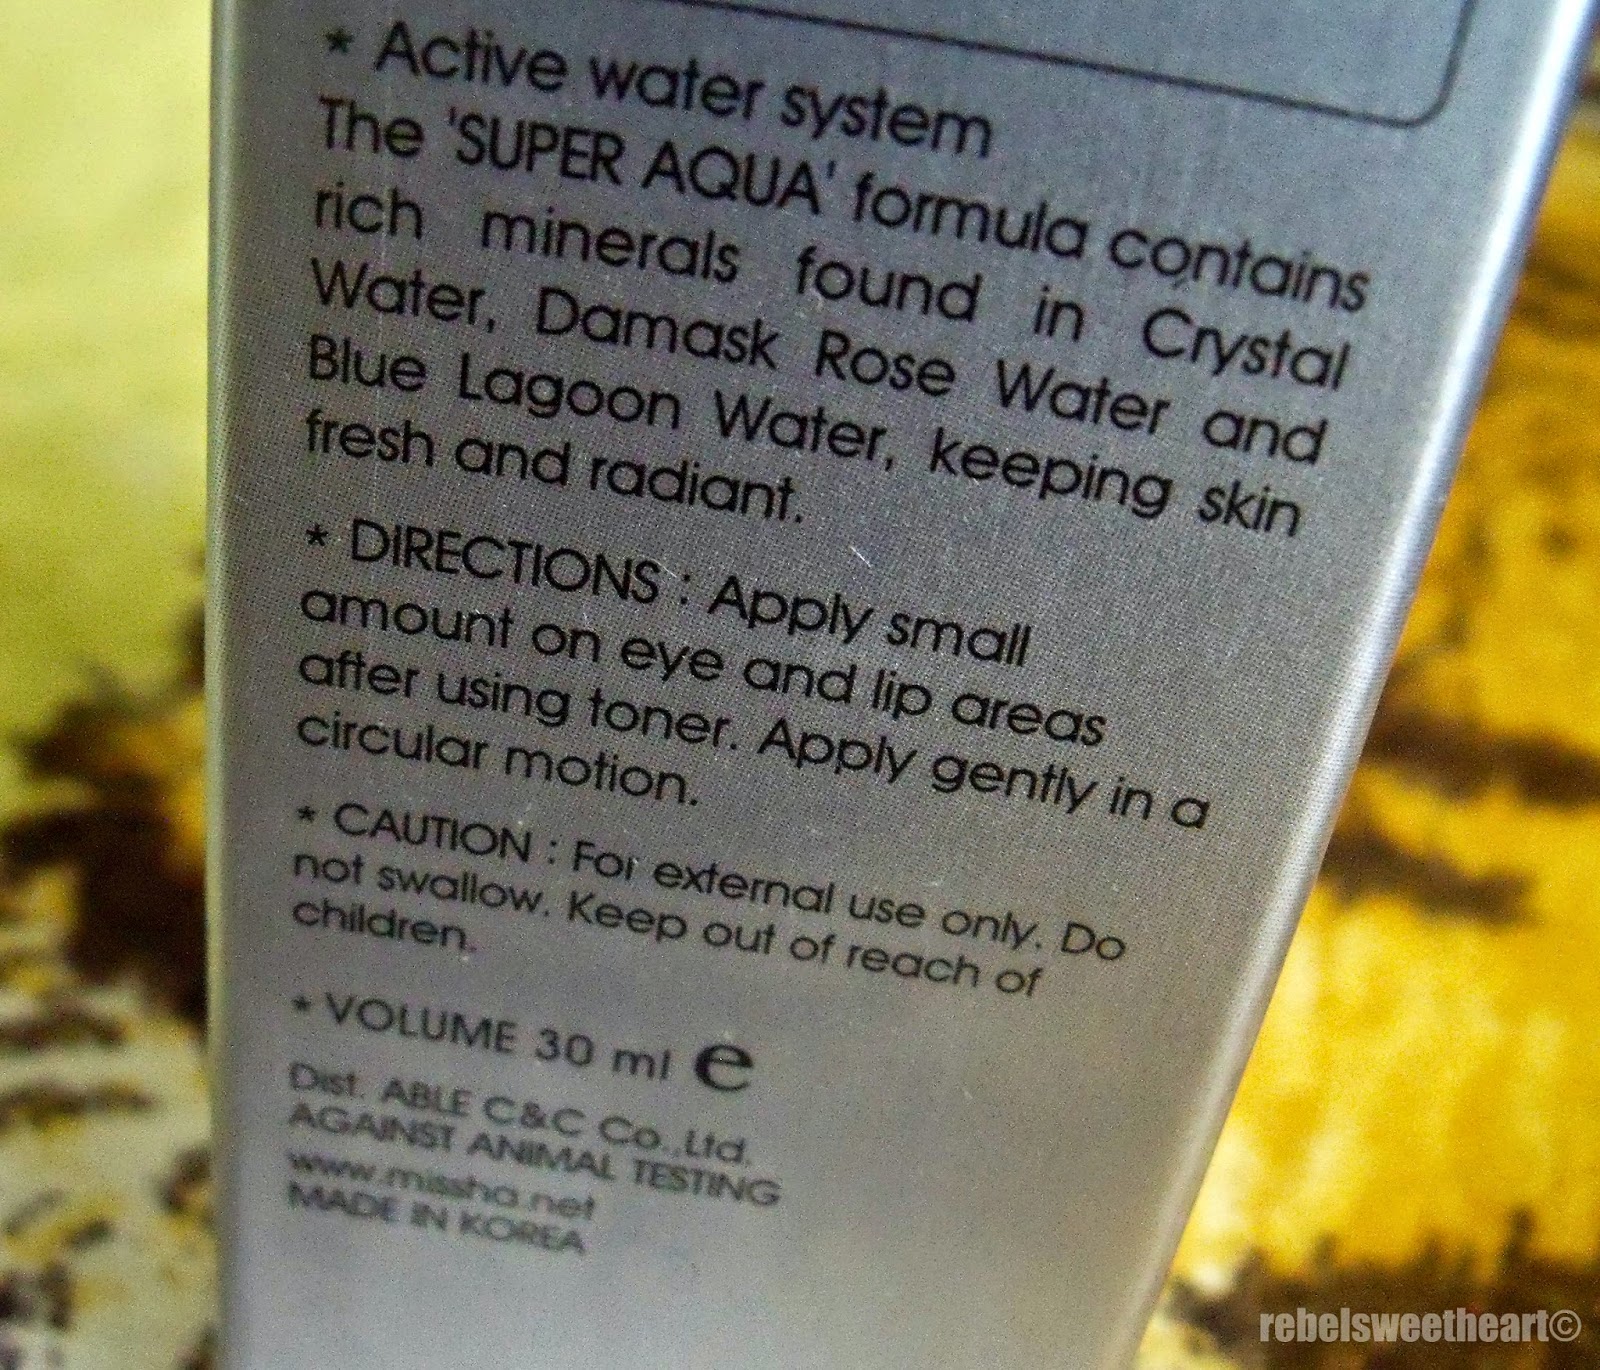 * Active water system
The 'SUPER AQUA' formula contains
rich minerals found in Crystal
Water, Damask Rose Water and
Blue Lagoon Water, keeping skin
fresh and radiant.
* DIRECTIONS : Apply small
amount on eye and lip areas
after using toner. Apply gently in a
circular motion.
* CAUTION : For external use only. Do
not swallow. Keep out of reach of
children.
* VOLUME 30 ml e
Dist. ABLE C&C Co.,Ltd.
AGAINST ANIMAL TESTING
www.missha.net
MADE IN KOREA
rebelsweetheart©